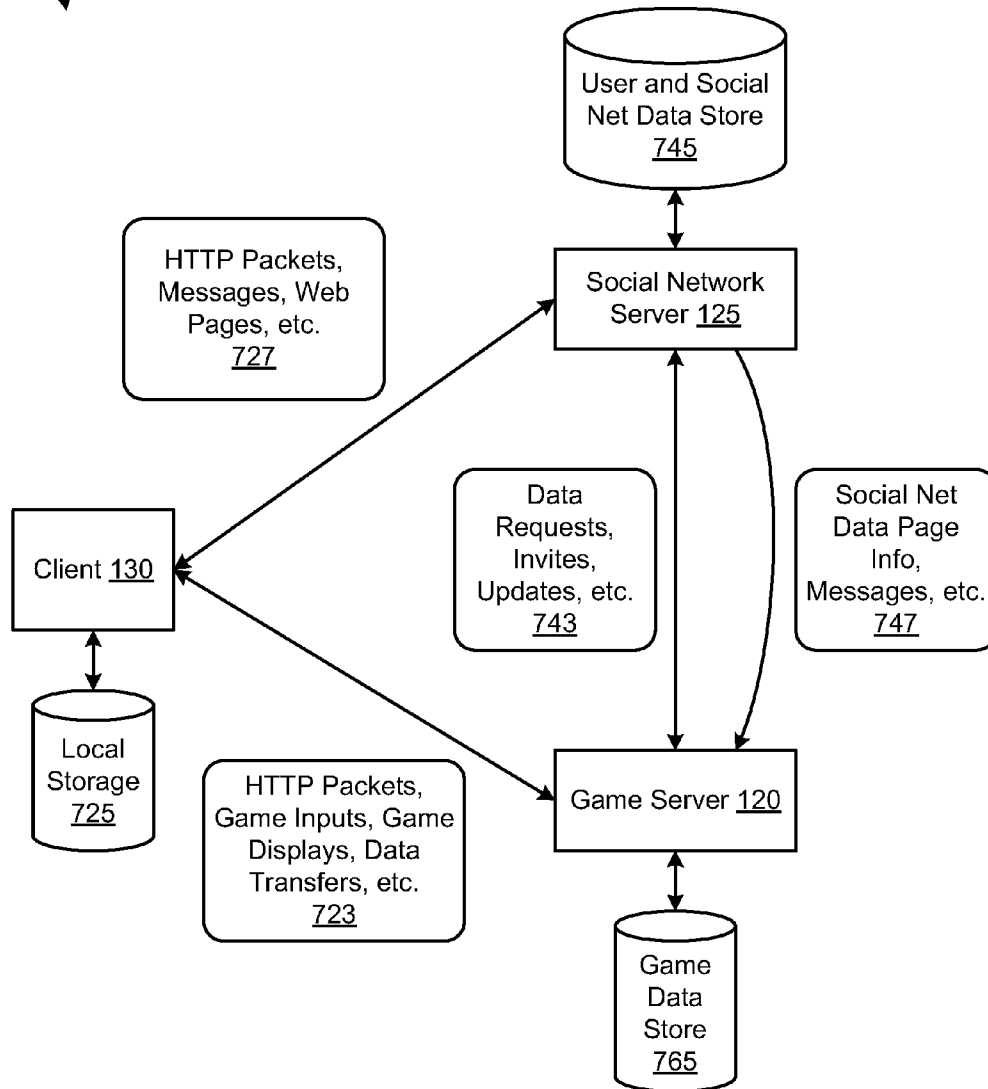 User and Social
Net Data Store
745
HTTP Packets,
Messages, Web
Pages, etc.
727
Social Network
Server 125
Data
Requests,
Invites,
Updates, etc.
743
Social Net
Data Page
Info,
Messages, etc.
747
Client 130
Local
Storage
725
HTTP Packets,
Game Inputs, Game
Displays, Data
Transfers, etc.
723
Game Server 120
Game
Data
Store
765